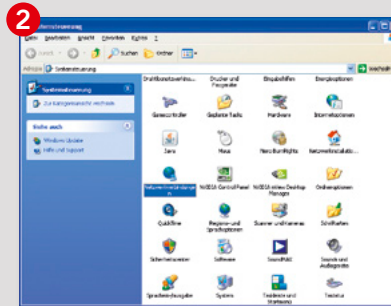 2
Systemsteuerung
Datei Bearbeiten Ansicht Favoriten Extras ?
Zurück Suchen Ordner
Adresse Systemsteuerung Wechseln
Systemsteuerung
Zur Kategorieansicht wechseln
Siehe auch
Windows Update
Hilfe und Support
Drahtlosnetzwerkins... Drucker und Faxgeräte Eingabehilfen Energieoptionen
Gamecontroller Geplante Tasks Hardware Internetoptionen
Java Maus Nero BurnRights Netzwerkinstallati...
Netzwerkverbindungen NVIDIA Control Panel NVIDIA nView Desktop Manager Ordneroptionen
QuickTime Regions- und Sprachoptionen Scanner und Kameras Schriftarten
Sicherheitscenter Software SoundMAX Sounds und Audiogeräte
Sprachein-/ausgabe System Taskleiste und Startmenü Tastatur